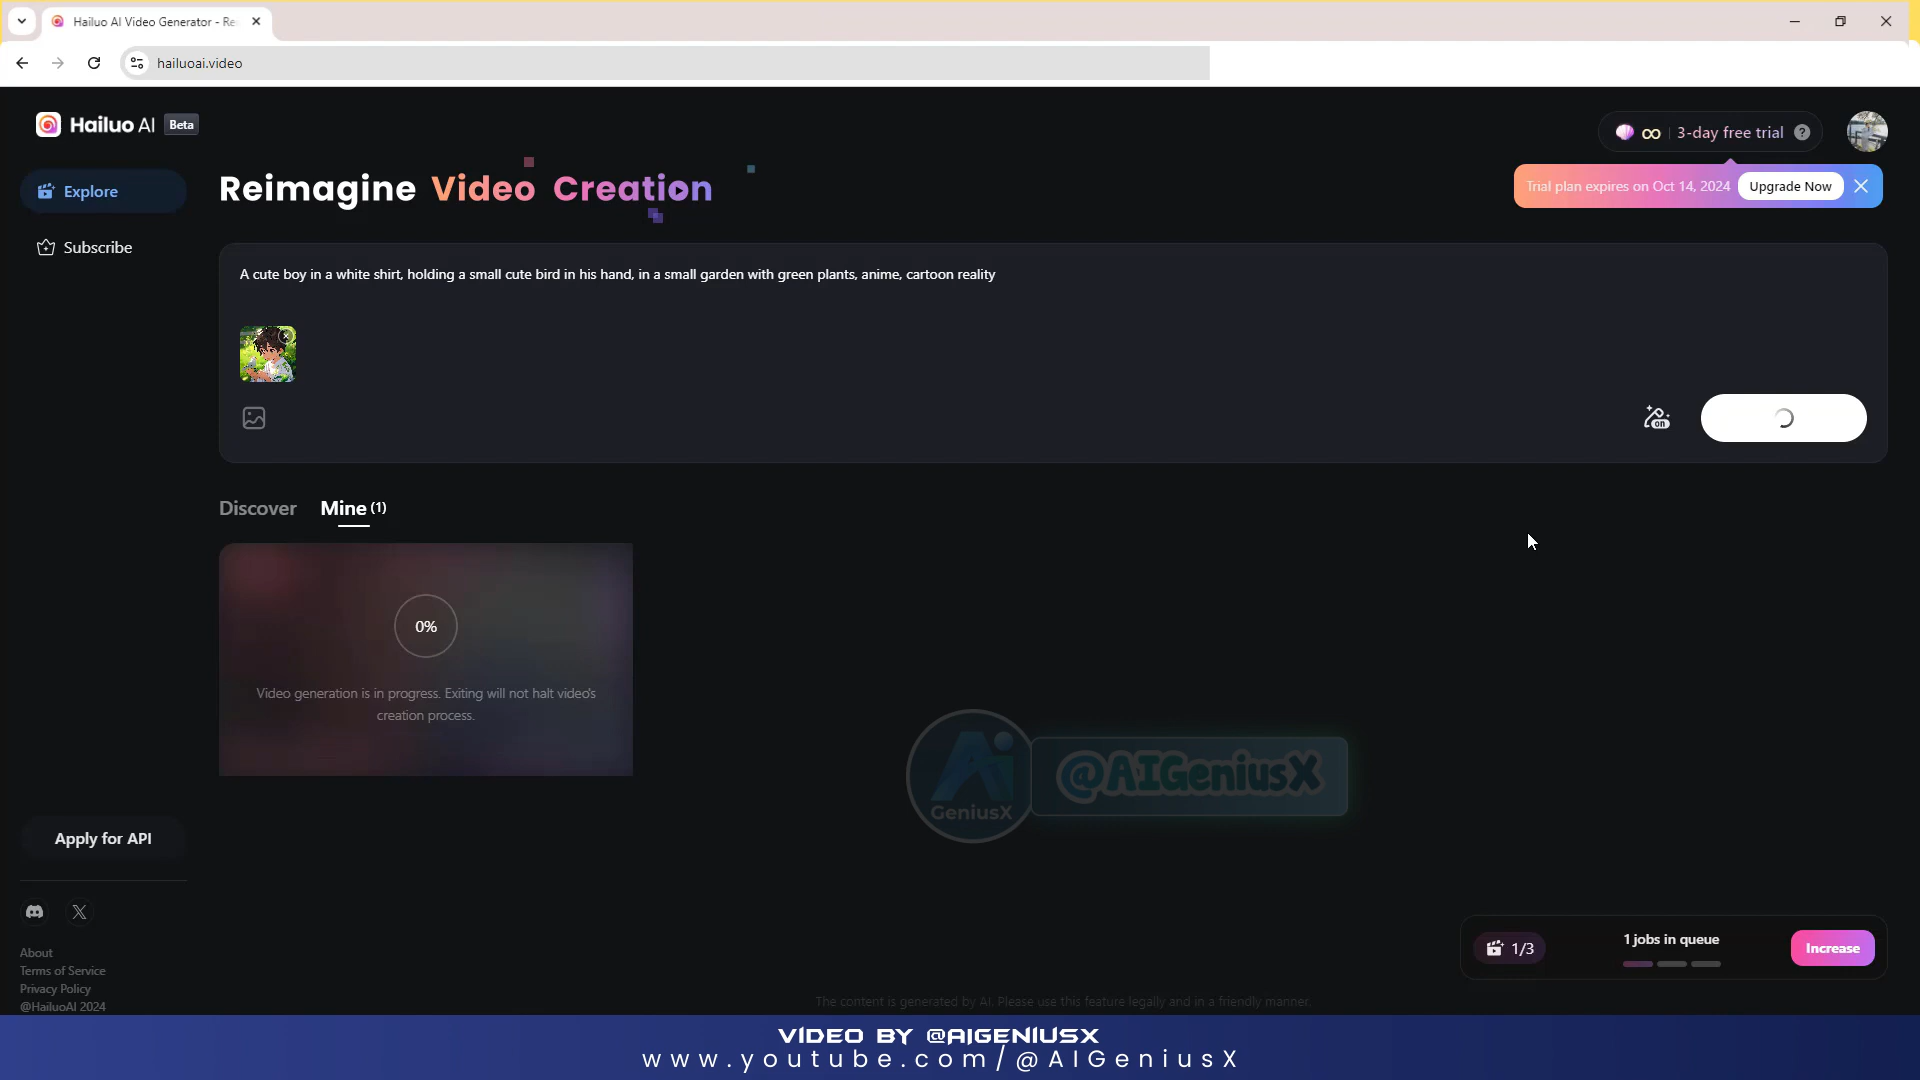 Hailuo AI Video Generator - Re
hailuoai.video
Hailuo AI Beta
3-day free trial ?
Explore
Reimagine Video Creation
Trial plan expires on Oct 14, 2024 Upgrade Now
Subscribe
A cute boy in a white shirt, holding a small cute bird in his hand, in a small garden with green plants, anime, cartoon reality
on
Discover Mine (1)
0%
Video generation is in progress. Exiting will not halt video's
creation process.
Ai
GeniusX
@AIGeniusX
Apply for API
1/3
1 jobs in queue
Increase
About
Terms of Service
Privacy Policy
@HailuoAI 2024
The content is generated by AI. Please use this feature legally and in a friendly manner.
VIDEO BY @AIGENIUSX
www.youtube.com/@AIGeniusX